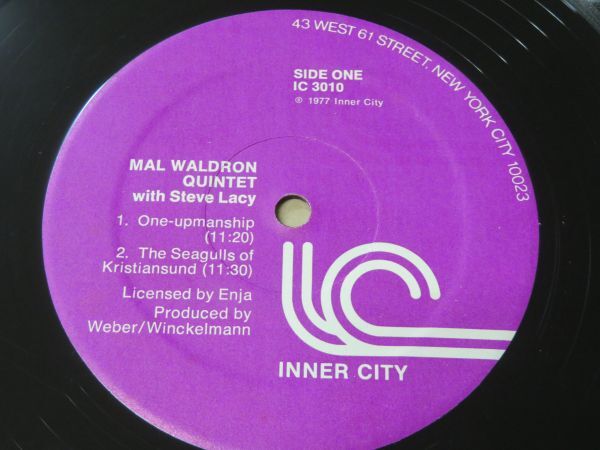 43 WEST 61 STREET, NEW YORK CITY 10023
SIDE ONE
IC 3010
℗ 1977 Inner City
MAL WALDRON
QUINTET
with Steve Lacy
1. One-upmanship
(11:20)
2. The Seagulls of
Kristiansund (11:30)
Licensed by Enja
Produced by
Weber/Winckelmann
IC
INNER CITY